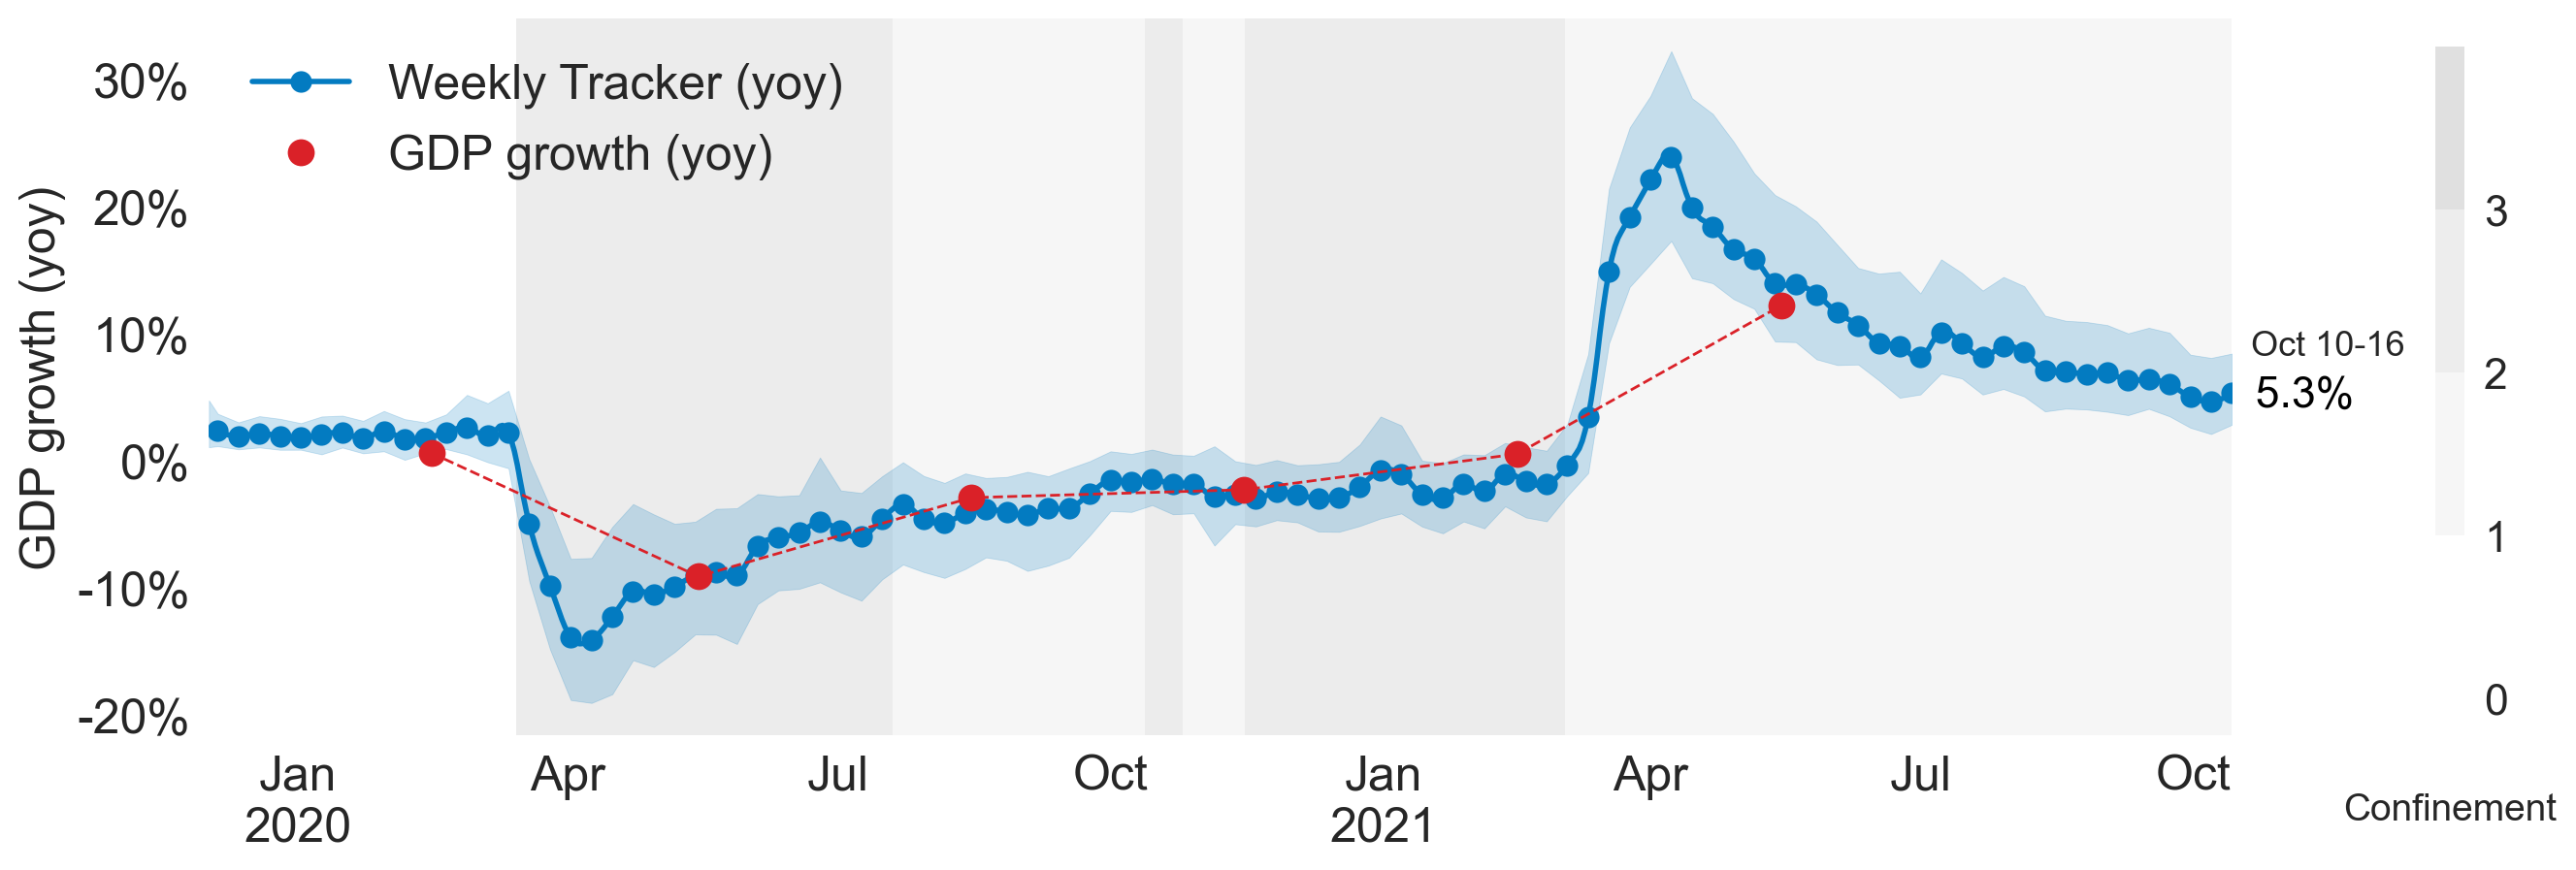 Weekly Tracker (yoy)
GDP growth (yoy)
GDP growth (yoy)
30%
20%
10%
0%
-10%
-20%
Jan Apr Jul Oct Jan Apr Jul Oct
2020 2021
Oct 10-16
5.3%
3
2
1
0
Confinement